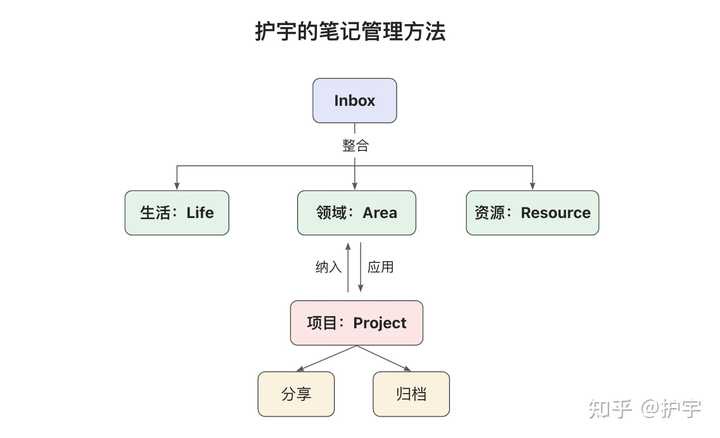 护宇的笔记管理方法
Inbox
整合
生活：Life
领域：Area
资源：Resource
纳入
应用
项目：Project
分享
归档
知乎 @护宇